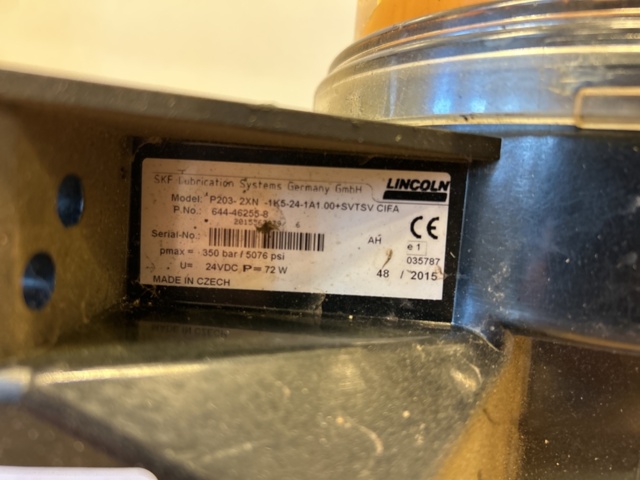 SKF Lubrication Systems Germany GmbH
LINCOLN
Model: P203- 2XN -1K5-24-1A1.00+SVTSV CIFA
P.No.: 644-46255-8
Serial-No.:
CE
AH
e 1
035787
pmax = 350 bar / 5076 psi
U= 24VDC P= 72 W
48 / 2015
MADE IN CZECH